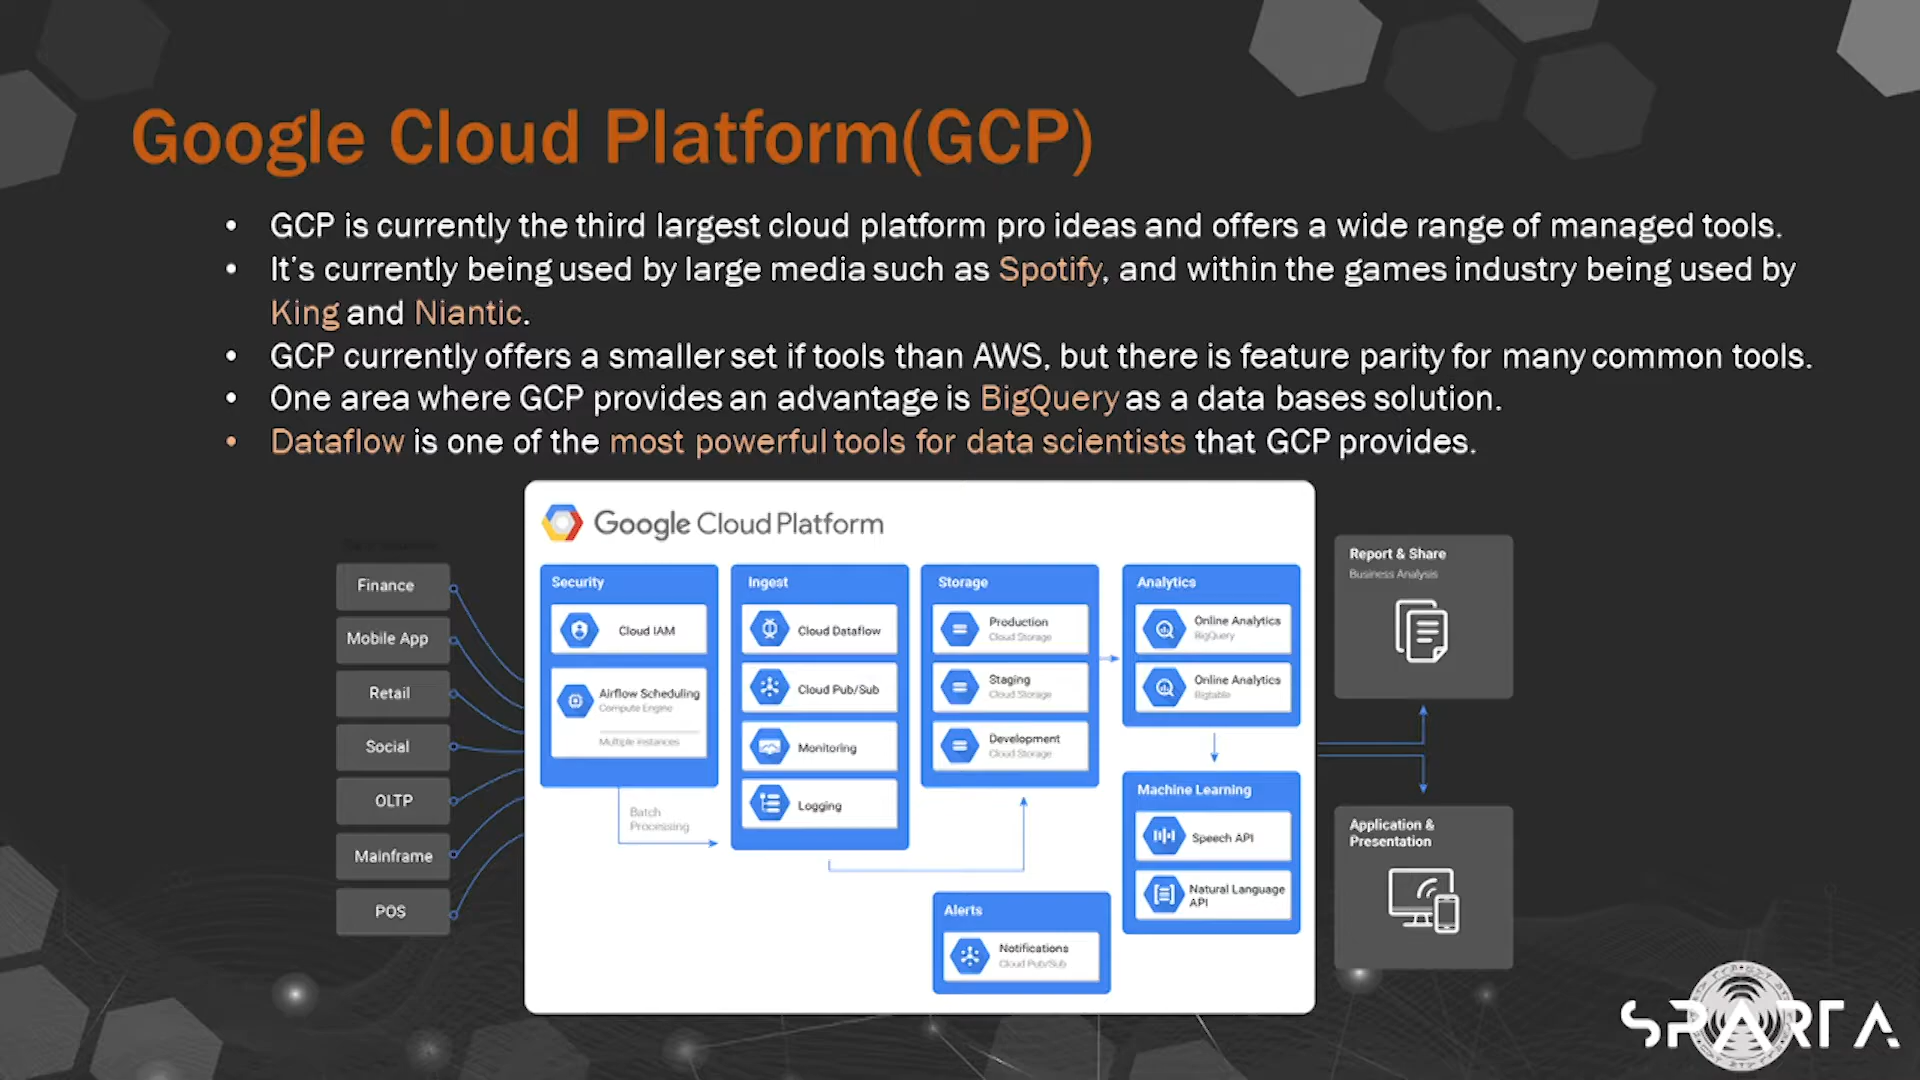 Google Cloud Platform(GCP)
• GCP is currently the third largest cloud platform pro ideas and offers a wide range of managed tools.
• It's currently being used by large media such as Spotify, and within the games industry being used by
King and Niantic.
• GCP currently offers a smaller set if tools than AWS, but there is feature parity for many common tools.
• One area where GCP provides an advantage is BigQuery as a data bases solution.
• Dataflow is one of the most powerful tools for data scientists that GCP provides.
Google Cloud Platform
Finance
Mobile App
Retail
Social
OLTP
Mainframe
POS
Security
Cloud IAM
Airflow Scheduling
Compute Engine
Multiple instances
Batch
Processing
Ingest
Cloud Dataflow
Cloud Pub/Sub
Monitoring
Logging
Storage
Production
Cloud Storage
Staging
Cloud Storage
Development
Cloud Storage
Analytics
Online Analytics
BigQuery
Online Analytics
Bigtable
Machine Learning
Speech API
Natural Language
API
Alerts
Notifications
Cloud Pub/Sub
Report & Share
Business Analysis
Application &
Presentation
SPARTA